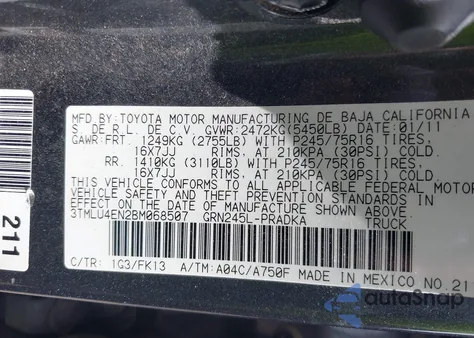 MFD. BY: TOYOTA MOTOR MANUFACTURING DE BAJA CALIFORNIA
S. DE R.L. DE C.V. GVWR: 2472KG(5450LB) DATE: 01/11
GAWR: FRT. 1249KG (2755LB) WITH P245/75R16 TIRES,
16X7JJ RIMS, AT 210KPA (30PSI) COLD.
RR. 1410KG (3110LB) WITH P245/75R16 TIRES,
16X7JJ RIMS, AT 210KPA (30PSI) COLD.
THIS VEHICLE CONFORMS TO ALL APPLICABLE FEDERAL MOTOR
VEHICLE SAFETY AND THEFT PREVENTION STANDARDS IN
EFFECT ON THE DATE OF MANUFACTURE SHOWN ABOVE.
3TMLU4EN2BM068507 GRN245L-PRADKA TRUCK
C/TR: 1G3/FK13 A/TM: A04C/A750F MADE IN MEXICO NO.21
211
autoSnap